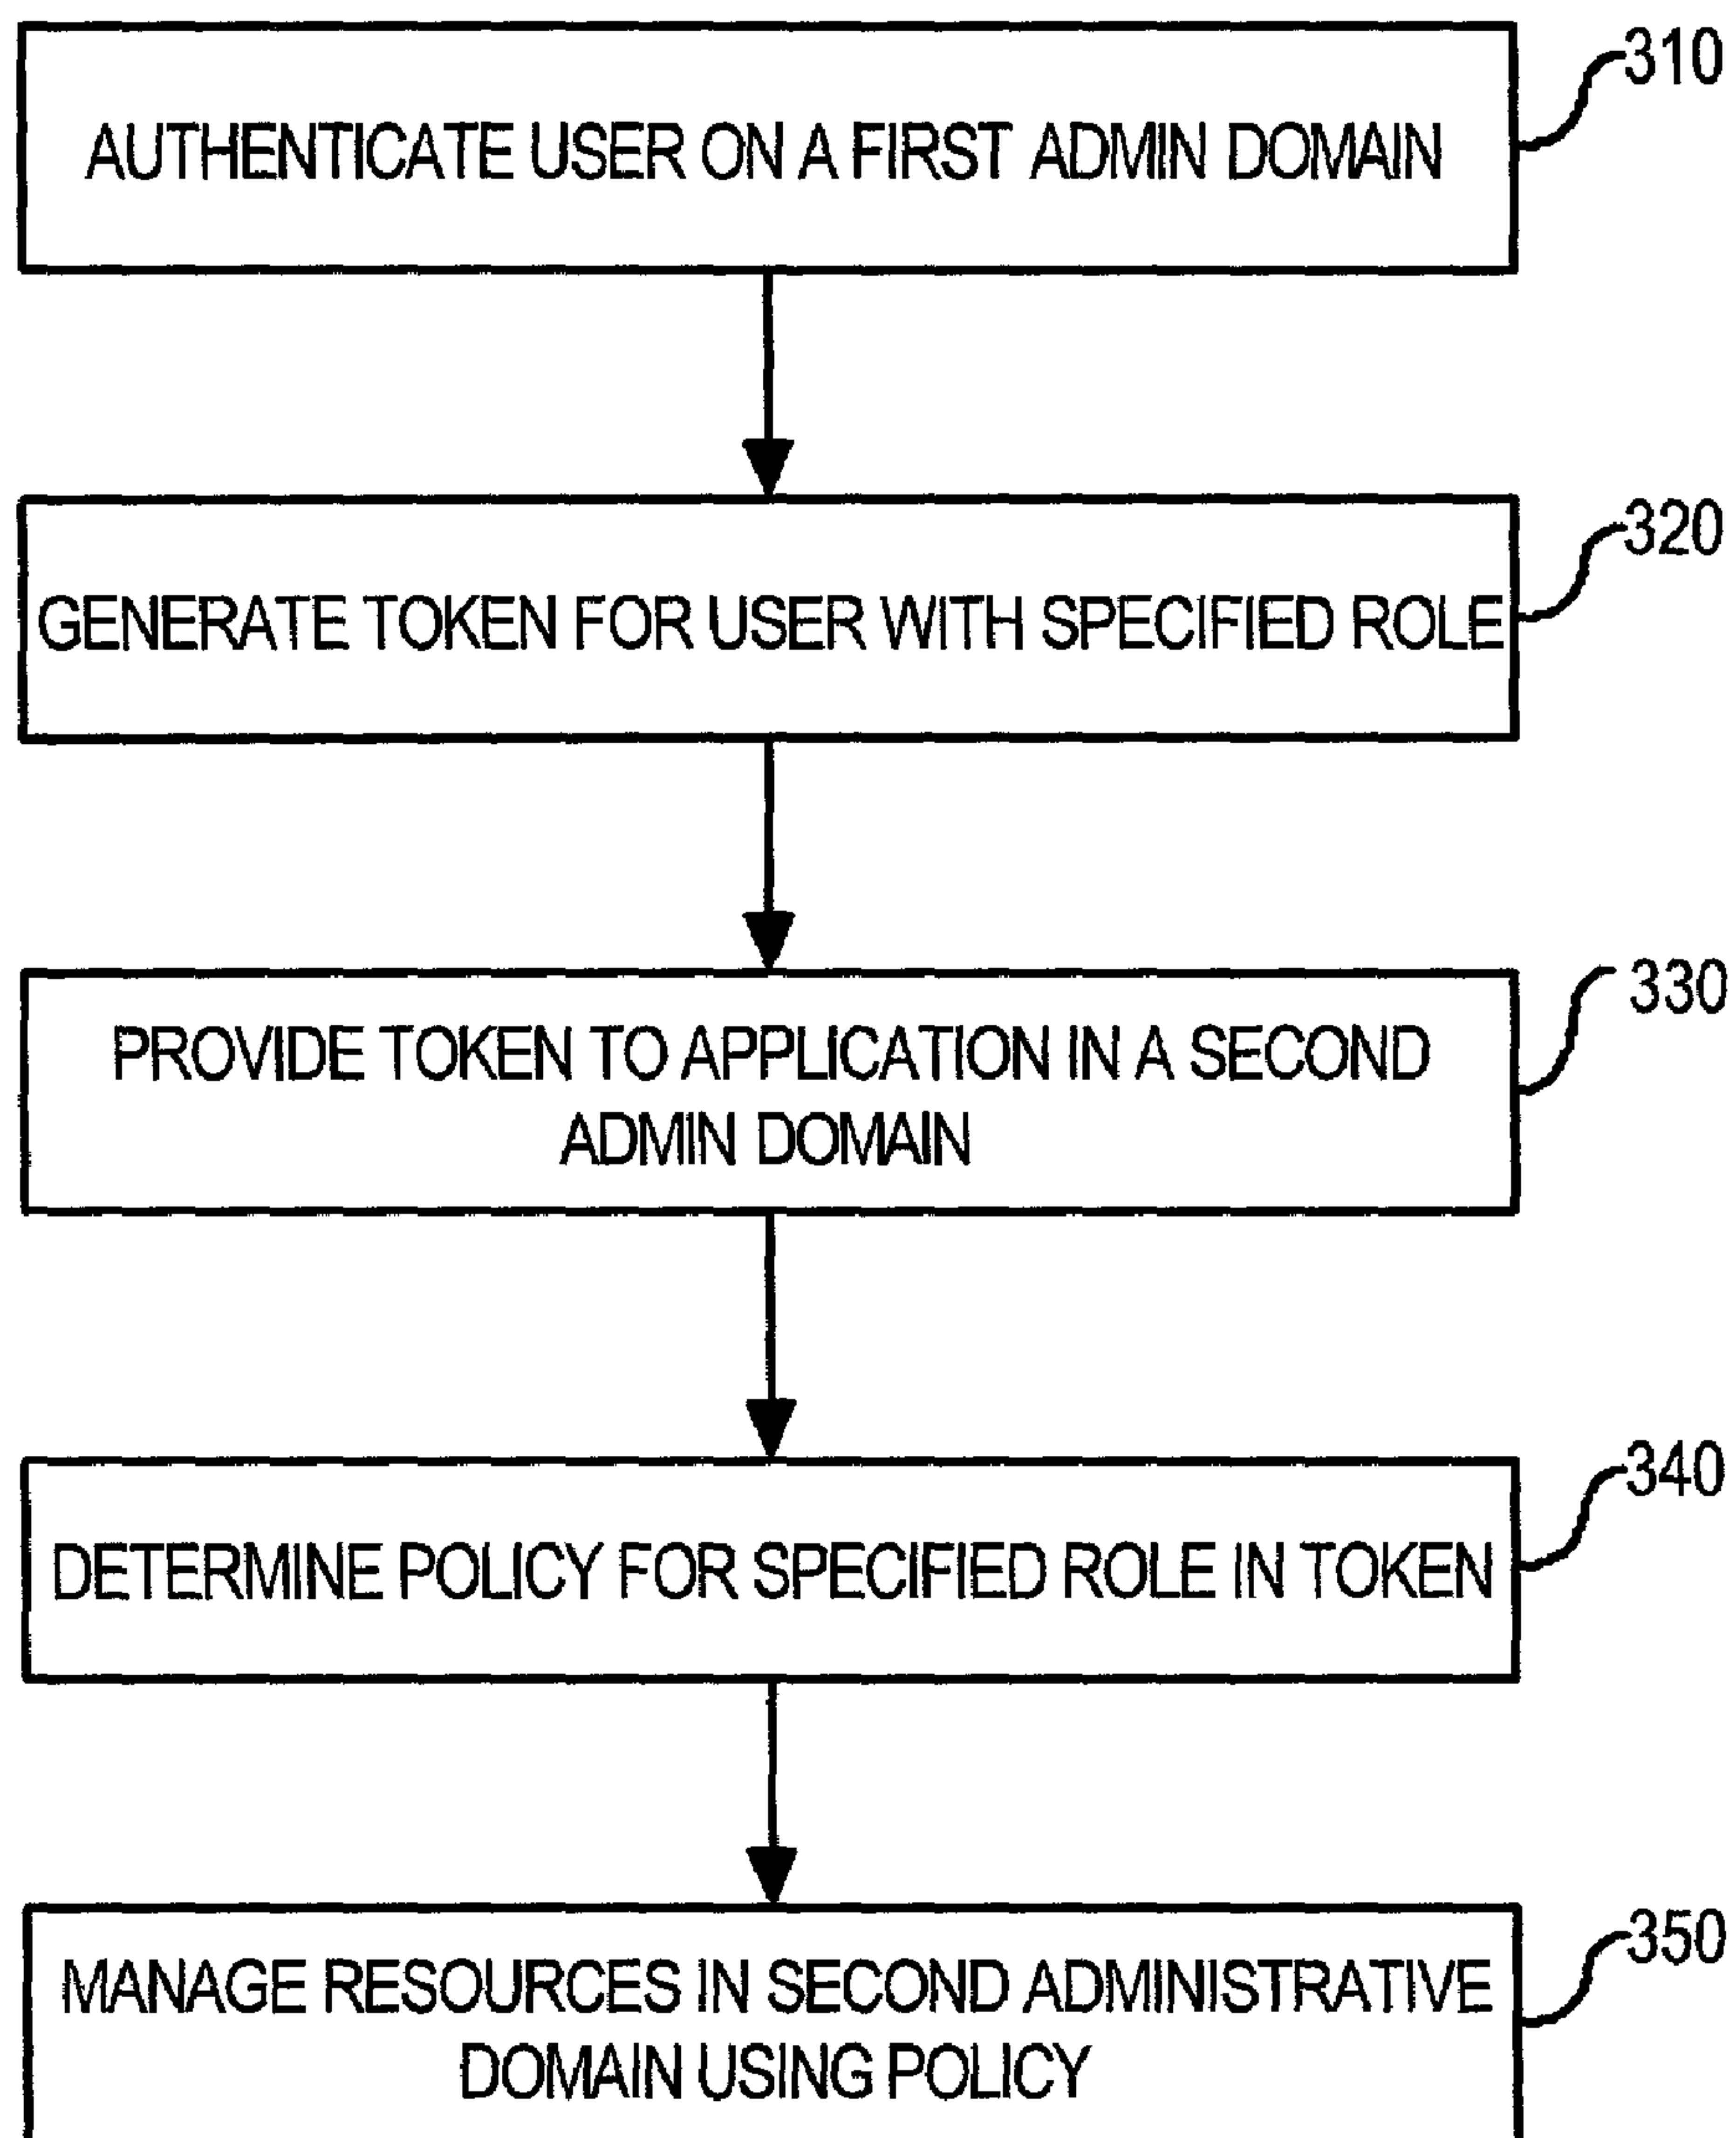 310
AUTHENTICATE USER ON A FIRST ADMIN DOMAIN
320
GENERATE TOKEN FOR USER WITH SPECIFIED ROLE
330
PROVIDE TOKEN TO APPLICATION IN A SECOND
ADMIN DOMAIN
340
DETERMINE POLICY FOR SPECIFIED ROLE IN TOKEN
350
MANAGE RESOURCES IN SECOND ADMINISTRATIVE
DOMAIN USING POLICY